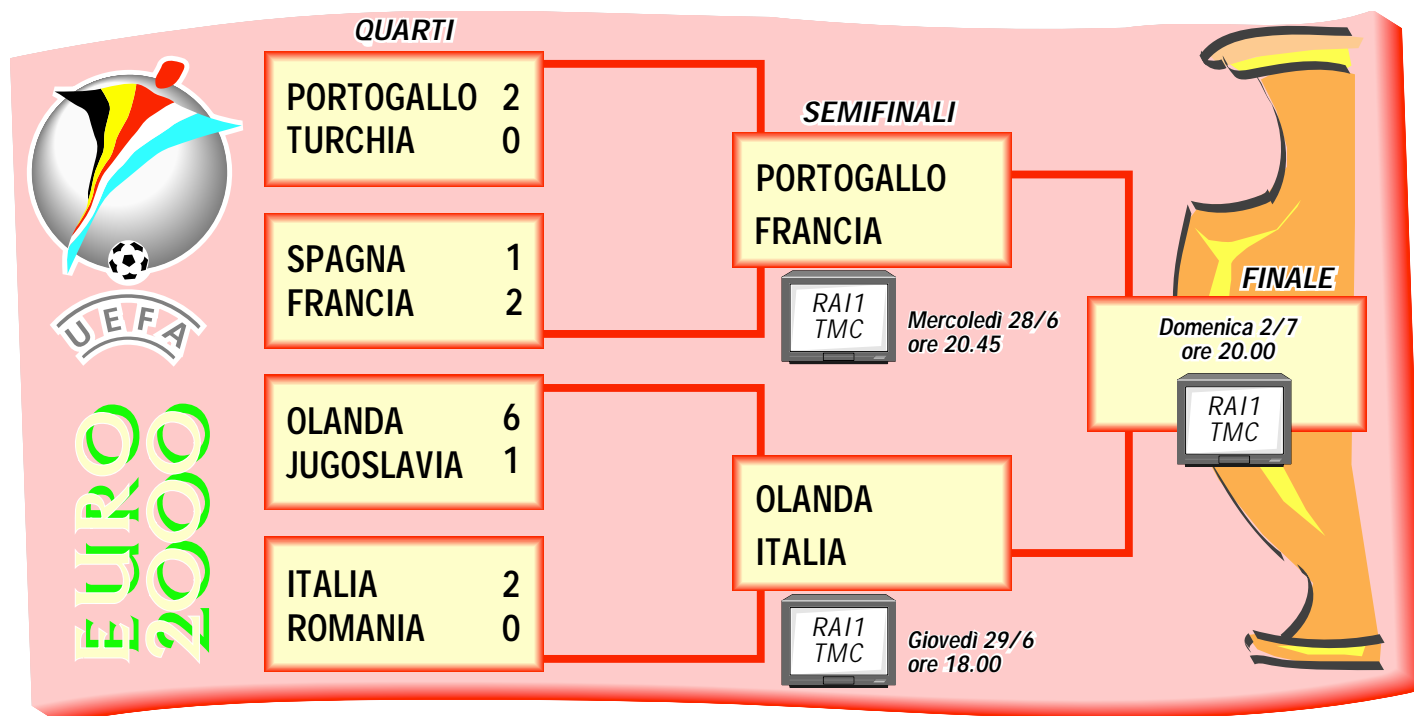 QUARTI
PORTOGALLO 2
TURCHIA 0
SPAGNA 1
FRANCIA 2
OLANDA 6
JUGOSLAVIA 1
ITALIA 2
ROMANIA 0
SEMIFINALI
PORTOGALLO
FRANCIA
RAI1
TMC
Mercoledì 28/6
ore 20.45
OLANDA
ITALIA
RAI1
TMC
Giovedì 29/6
ore 18.00
FINALE
Domenica 2/7
ore 20.00
RAI1
TMC
UEFA
EURO
2000